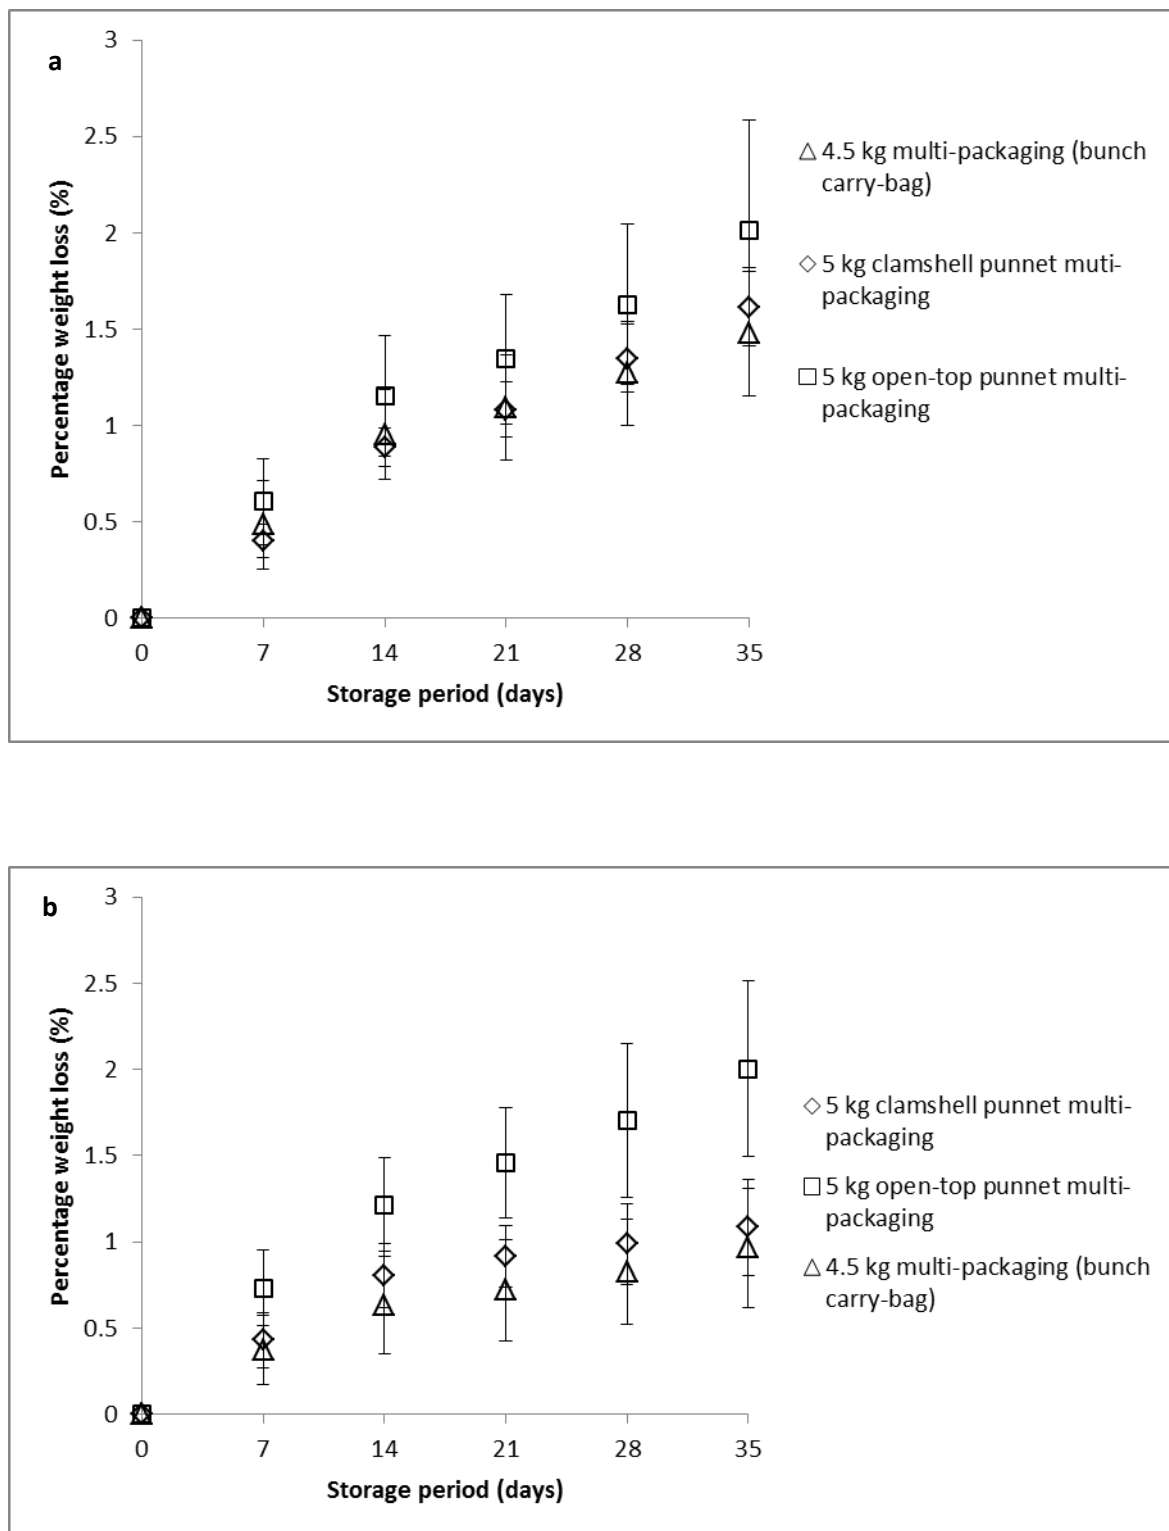 a
3
2.5
2
1.5
1
0.5
0
Percentage weight loss (%)
0 7 14 21 28 35
Storage period (days)
4.5 kg multi-packaging (bunch
carry-bag)
5 kg clamshell punnet muti-
packaging
5 kg open-top punnet multi-
packaging
b
3
2.5
2
1.5
1
0.5
0
Percentage weight loss (%)
0 7 14 21 28 35
Storage period (days)
5 kg clamshell punnet multi-
packaging
5 kg open-top punnet multi-
packaging
4.5 kg multi-packaging (bunch
carry-bag)